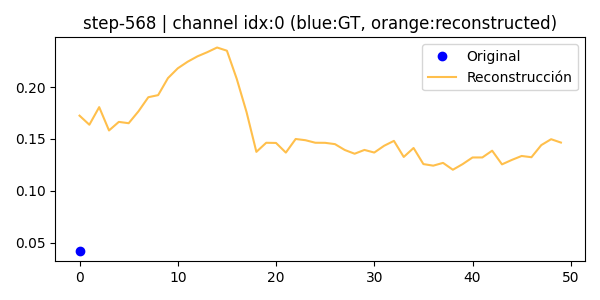 step-568 | channel idx:0 (blue:GT, orange:reconstructed)
Original
Reconstrucción
0.20
0.15
0.10
0.05
0 10 20 30 40 50